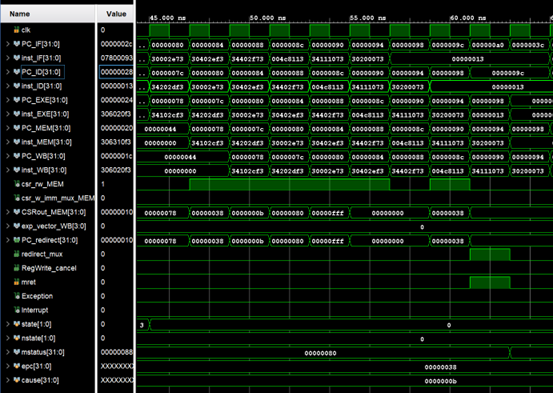 Name Value 45.000 ns 50.000 ns 55.000 ns 60.000 ns
clk 0
PC_IF[31:0] 0000002c .. 00000080 00000084 00000088 0000008c 00000090 00000094 00000098 0000009c 000000a0 0000003c
inst_IF[31:0] 07800093 .. 30002e73 30402ef3 34402f73 004c8113 34111073 30200073 00000013
PC_ID[31:0] 00000028 .. 0000007c 00000080 00000084 00000088 0000008c 00000090 00000094 00000098 0000009c
inst_ID[31:0] 00000013 .. 34202df3 30002e73 30402ef3 34402f73 004c8113 34111073 30200073 00000013
PC_EXE[31:0] 00000024 .. 00000078 0000007c 00000080 00000084 00000088 0000008c 00000090 00000094 00000098
inst_EXE[31:0] 306020f3 .. 34102cf3 34202df3 30002e73 30402ef3 34402f73 004c8113 34111073 30200073 00000013
PC_MEM[31:0] 00000020 00000044 00000078 0000007c 00000080 00000084 00000088 0000008c 00000090 00000094 00000098
inst_MEM[31:0] 306310f3 00000000 34102cf3 34202df3 30002e73 30402ef3 34402f73 004c8113 34111073 30200073 00000013
PC_WB[31:0] 0000001c 00000044 00000078 0000007c 00000080 00000084 00000088 0000008c 00000090 00000094
inst_WB[31:0] 306020f3 00000000 34102cf3 34202df3 30002e73 30402ef3 34402f73 004c8113 34111073 30200073
csr_rw_MEM 1
csr_w_imm_mux_MEM 0
CSRout_MEM[31:0] 00000010 00000078 00000038 0000000b 00000080 00000fff 00000000 00000038
exp_vector_WB[3:0] 0 0
PC_redirect[31:0] 00000010 00000078 00000038 0000000b 00000080 00000fff 00000000 00000038
redirect_mux 0
RegWrite_cancel 0
mret 0
Exception 0
Interrupt 0
state[1:0] 0 3 0
nstate[1:0] 0 0
mstatus[31:0] 00000088 00000080
epc[31:0] XXXXXXXX 00000038
cause[31:0] XXXXXXXX 0000000b